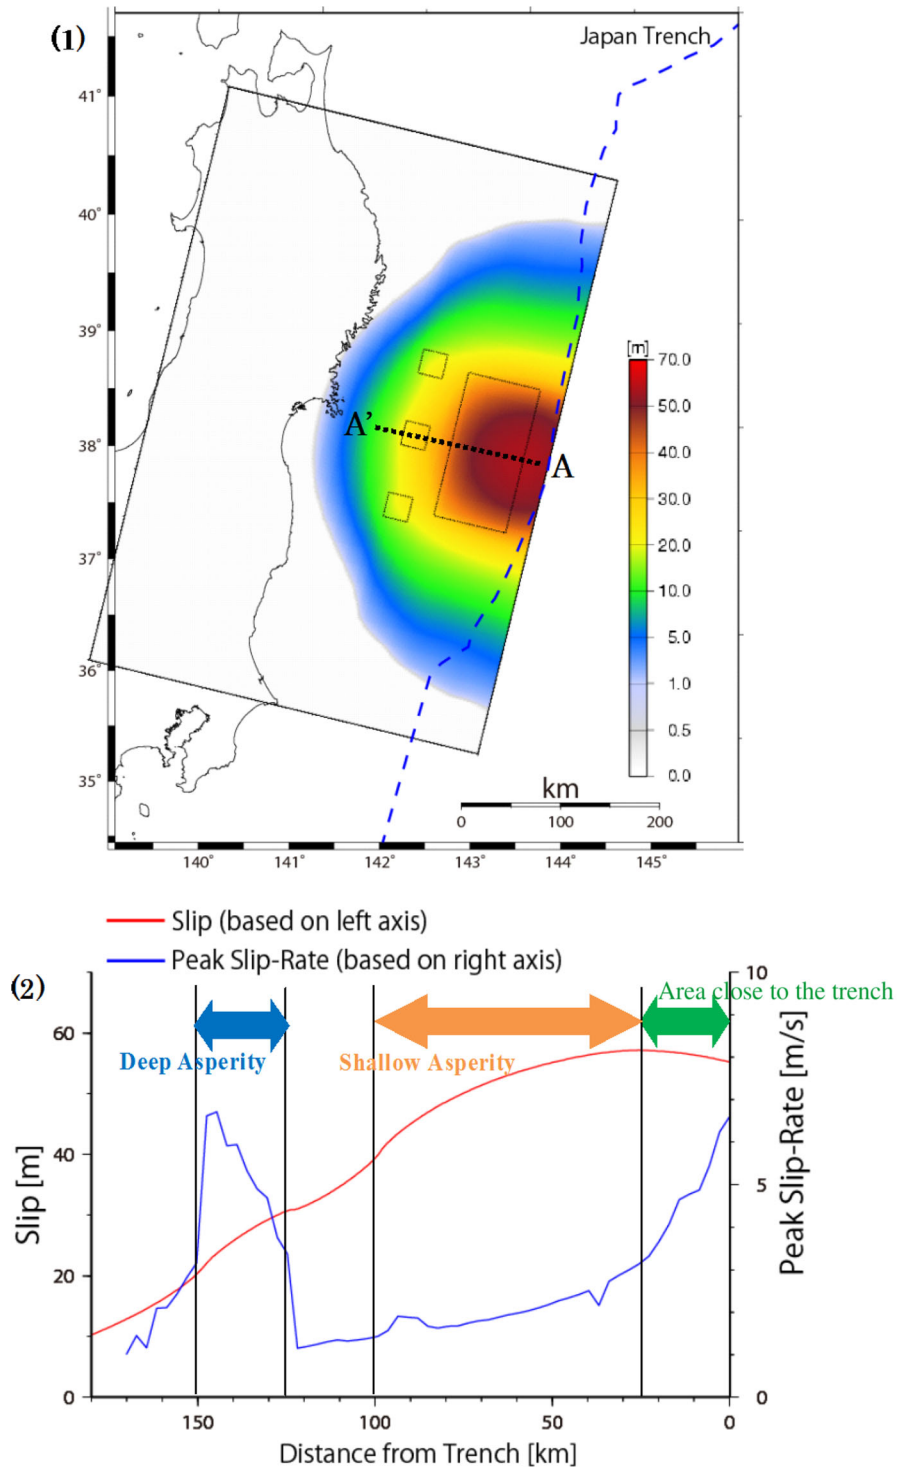 (1)
Japan Trench
41°
40°
39°
38°
37°
36°
35°
A'
A
[m]
70.0
50.0
40.0
30.0
20.0
10.0
5.0
1.0
0.5
0.0
km
0 100 200
140° 141° 142° 143° 144° 145°
Slip (based on left axis)
Peak Slip-Rate (based on right axis)
(2)
10
Area close to the trench
60
Deep Asperity
Shallow Asperity
40
5
20
0
0
Slip [m]
Peak Slip-Rate [m/s]
150 100 50 0
Distance from Trench [km]